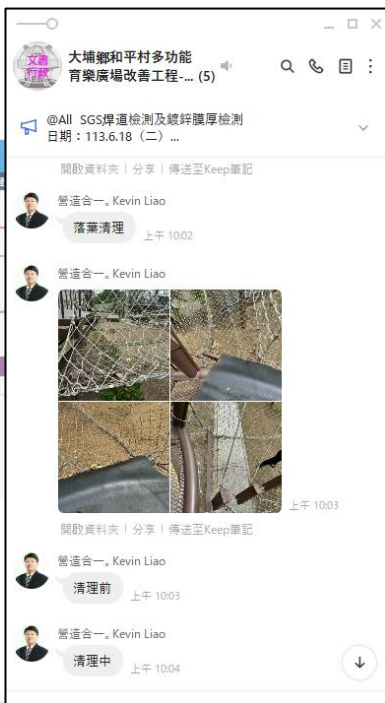 文書
行政
大埔鄉和平村多功能
育樂廣場改善工程-... (5)
@All SGS焊道檢測及鍍鋅膜厚檢測
日期：113.6.18（二）...
開啟資料夾｜分享｜傳送至Keep筆記
營造合一。Kevin Liao
落葉清理
上午 10:02
營造合一。Kevin Liao
上午 10:03
開啟資料夾｜分享｜傳送至Keep筆記
營造合一。Kevin Liao
清理前
上午 10:03
營造合一。Kevin Liao
清理中
上午 10:04